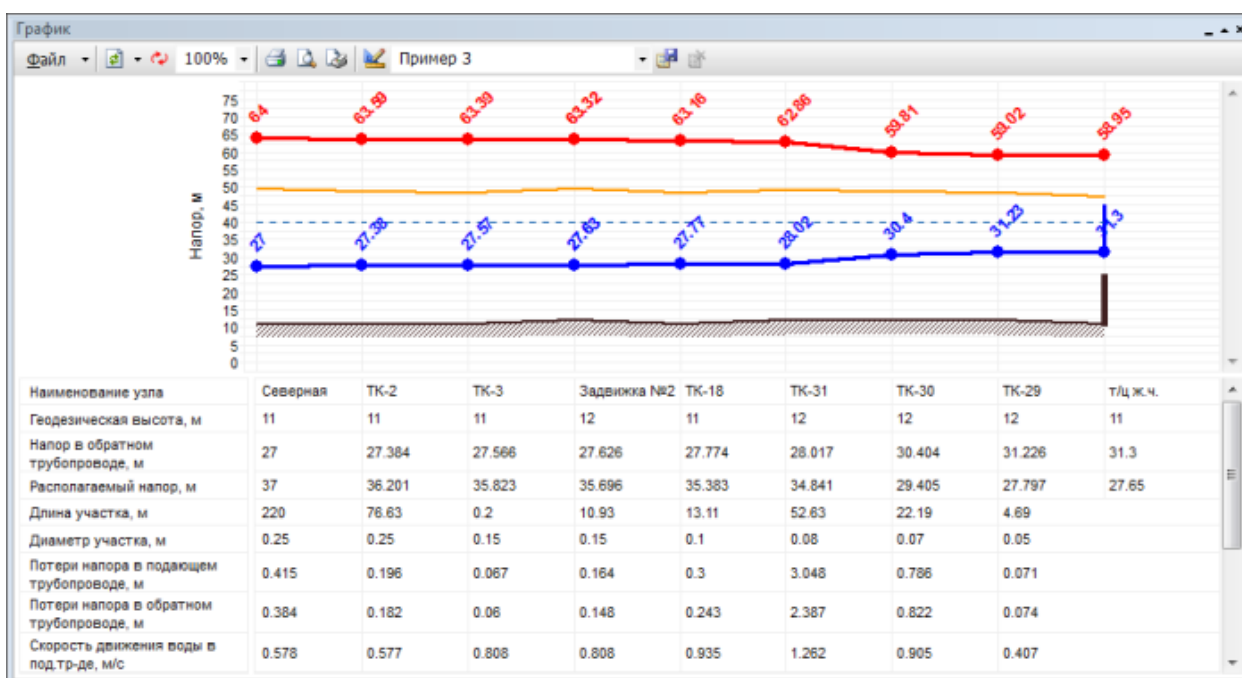 График
Файл 100% Пример 3
75
70
65
60
55
50
45
40
35
30
25
20
15
10
5
0
Напор, м
64 63.59 63.39 63.32 63.16 62.86 59.81 59.02 58.95
27 27.38 27.57 27.63 27.77 28.02 30.4 31.23 31.3
Наименование узла Северная ТК-2 ТК-3 Задвижка №2 ТК-18 ТК-31 ТК-30 ТК-29 т/ц ж.ч.
Геодезическая высота, м 11 11 11 12 11 12 12 12 11
Напор в обратном
трубопроводе, м 27 27.384 27.566 27.626 27.774 28.017 30.404 31.226 31.3
Располагаемый напор, м 37 36.201 35.823 35.696 35.383 34.841 29.405 27.797 27.65
Длина участка, м 220 76.63 0.2 10.93 13.11 52.63 22.19 4.69
Диаметр участка, м 0.25 0.25 0.15 0.15 0.1 0.08 0.07 0.05
Потери напора в подающем
трубопроводе, м 0.415 0.196 0.067 0.164 0.3 3.048 0.786 0.071
Потери напора в обратном
трубопроводе, м 0.384 0.182 0.06 0.148 0.243 2.387 0.822 0.074
Скорость движения воды в
под.тр-де, м/с 0.578 0.577 0.808 0.808 0.935 1.262 0.905 0.407